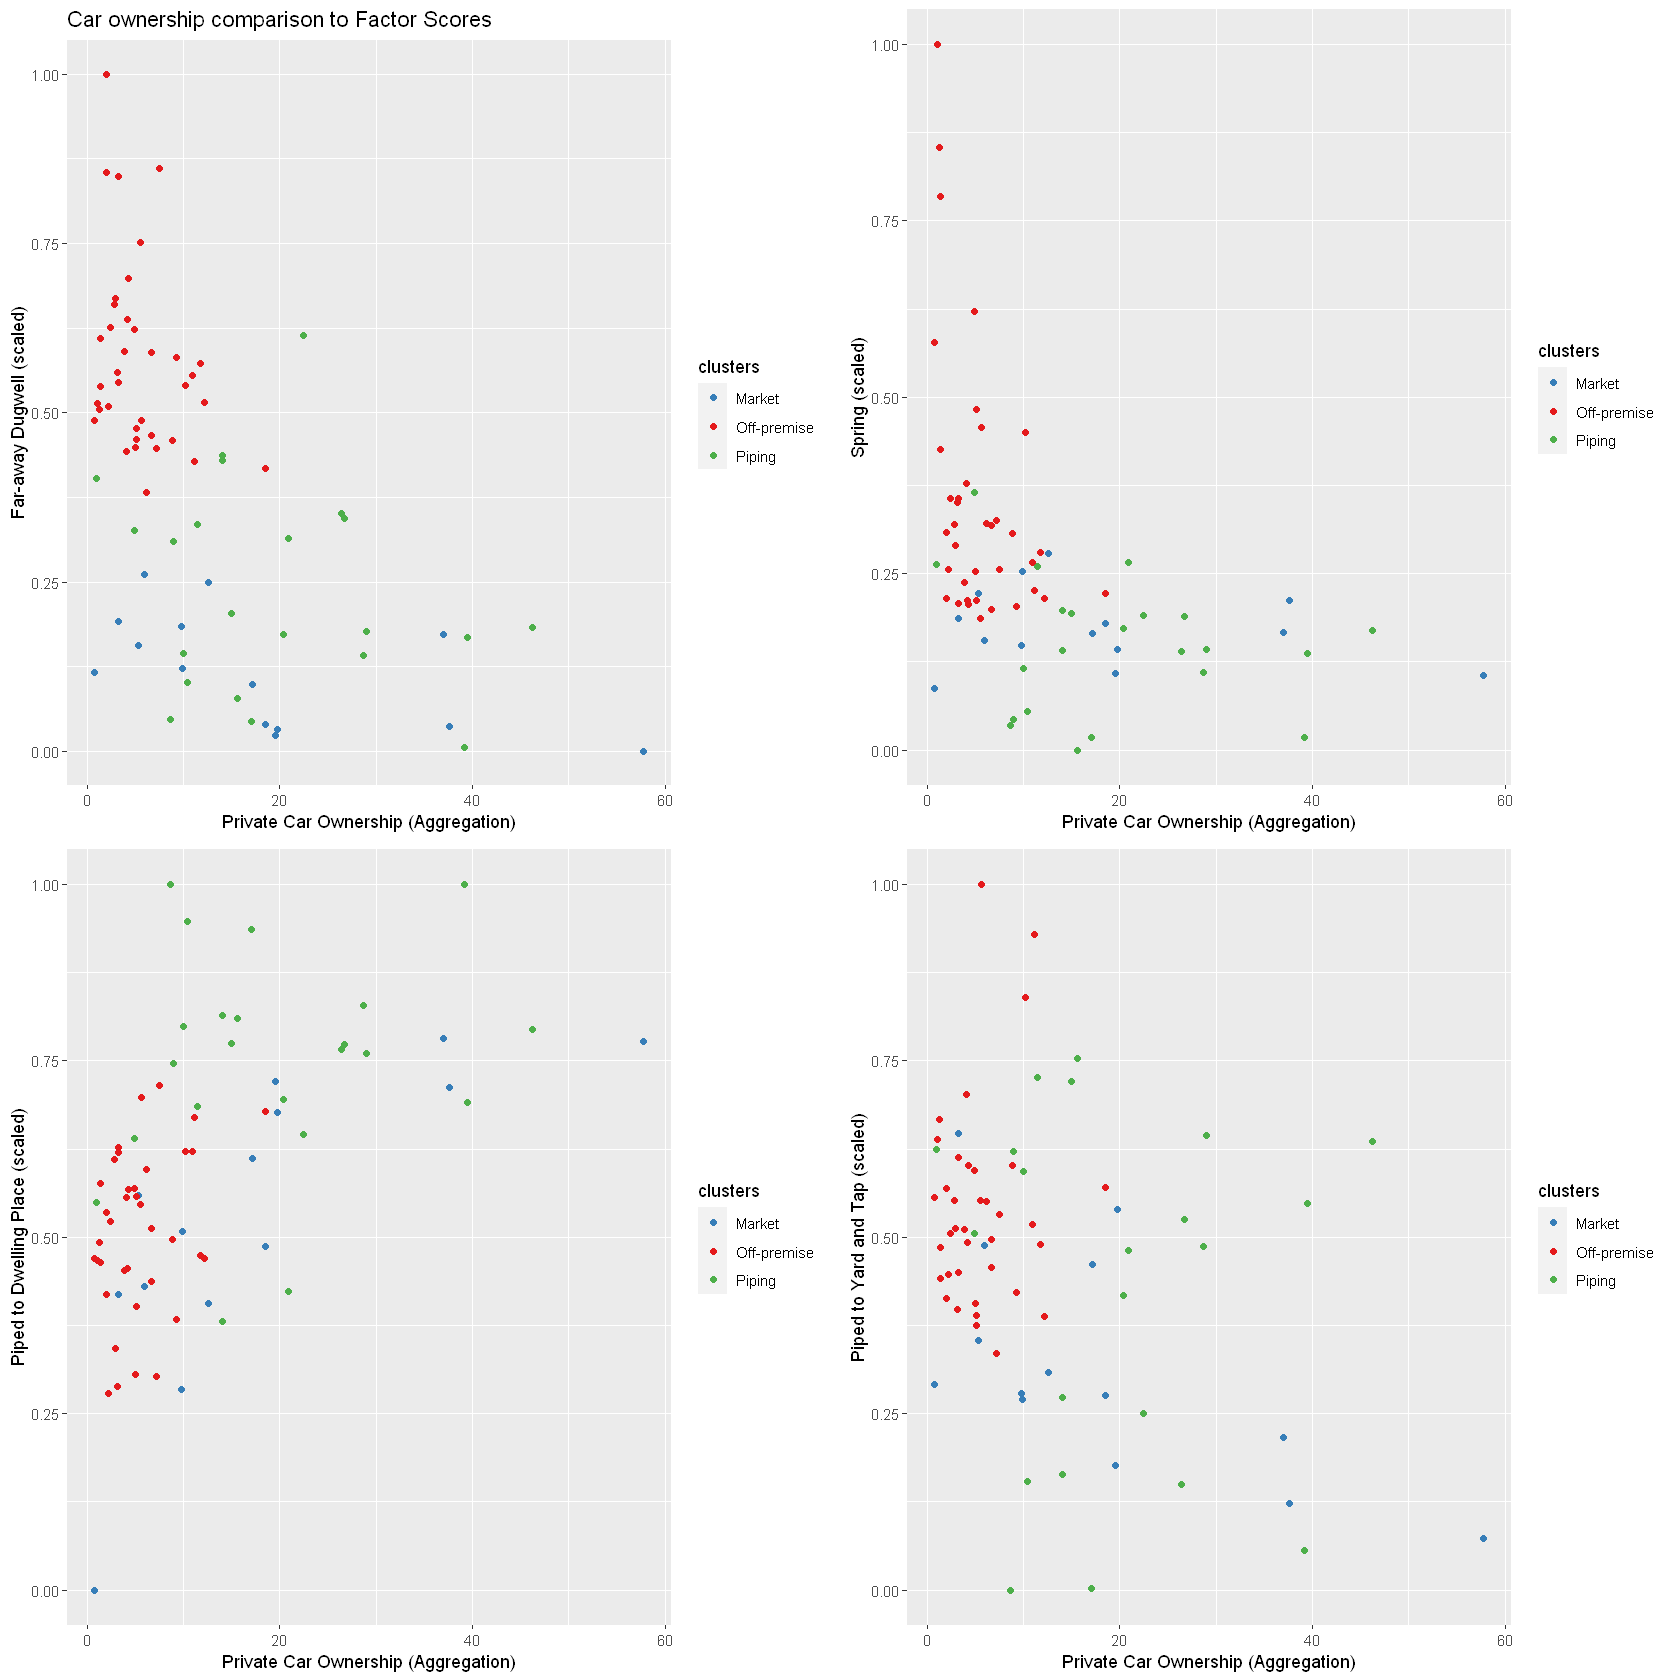 Car ownership comparison to Factor Scores
1.00
0.75
0.50
0.25
0.00
Far-away Dugwell (scaled)
0
20
40
60
Private Car Ownership (Aggregation)
clusters
Market
Off-premise
Piping
1.00
0.75
0.50
0.25
0.00
Spring (scaled)
0
20
40
60
Private Car Ownership (Aggregation)
clusters
Market
Off-premise
Piping
1.00
0.75
0.50
0.25
0.00
Piped to Dwelling Place (scaled)
0
20
40
60
Private Car Ownership (Aggregation)
clusters
Market
Off-premise
Piping
1.00
0.75
0.50
0.25
0.00
Piped to Yard and Tap (scaled)
0
20
40
60
Private Car Ownership (Aggregation)
clusters
Market
Off-premise
Piping